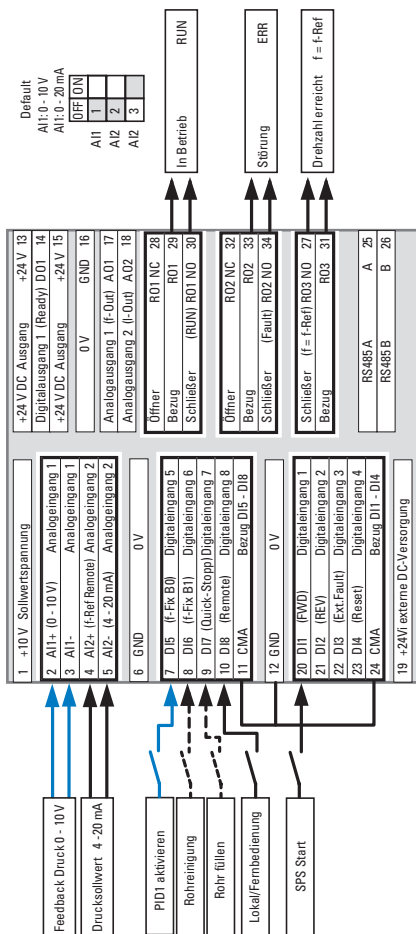 Default
AI1: 0 - 10 V
AI1: 0 - 20 mA
OFF ON
AI1 1
AI2 2
AI2 3
1 +10 V Sollwertspannung
2 AI1+ (0 - 10 V) Analogeingang 1
3 AI1- Analogeingang 1
4 AI2+ (f-Ref Remote) Analogeingang 2
5 AI2- (4 - 20 mA) Analogeingang 2
6 GND 0 V
7 DI5 (f-Fix B0) Digitaleingang 5
8 DI6 (f-Fix B1) Digitaleingang 6
9 DI7 (Quick-Stopp) Digitaleingang 7
10 DI8 (Remote) Digitaleingang 8
11 CMA Bezug DI5 - DI8
12 GND 0 V
20 DI1 (FWD) Digitaleingang 1
21 DI2 (REV) Digitaleingang 2
22 DI3 (Ext.Fault) Digitaleingang 3
23 DI4 (Reset) Digitaleingang 4
24 CMA Bezug DI1 - DI4
19 +24Vi externe DC-Versorgung
+24 V DC Ausgang +24 V 13
Digitalausgang 1 (Ready) DO1 14
+24 V DC Ausgang +24 V 15
0 V GND 16
Analogausgang 1 (f-Out) AO1 17
Analogausgang 2 (I-Out) AO2 18
Öffner RO1 NC 28
Bezug RO1 29
Schließer (RUN) RO1 NO 30
Öffner RO2 NC 32
Bezug RO2 33
Schließer (Fault) RO2 NO 34
Schließer (f = f-Ref) RO3 NO 27
Bezug RO3 31
RS485 A A 25
RS485 B B 26
Feedback Druck 0 - 10 V
Drucksollwert 4 -20 mA
PID1 aktivieren
Rohrreinigung
Rohr füllen
Lokal/Fernbedienung
SPS Start
In Betrieb RUN
Störung ERR
Drehzahl erreicht f = f-Ref